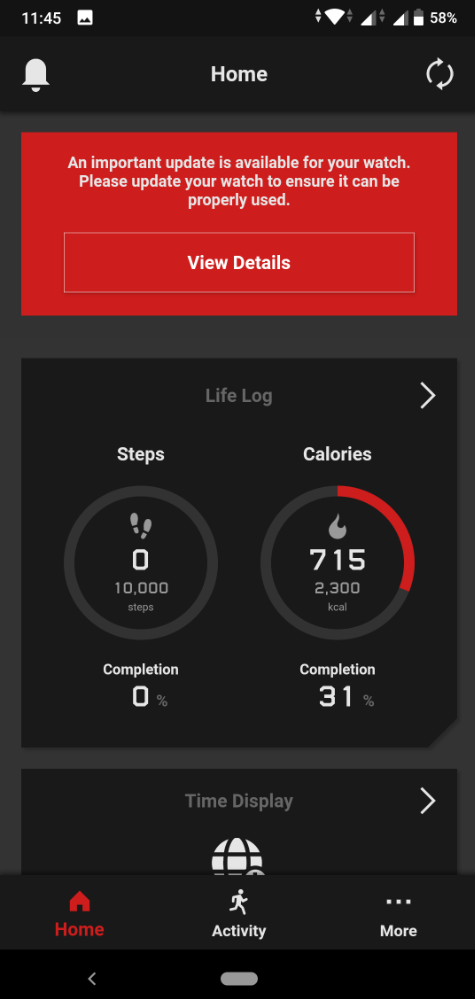 11:45
58%
Home
An important update is available for your watch.
Please update your watch to ensure it can be
properly used.
View Details
Life Log
Steps
Calories
0
715
10,000
2,300
steps
kcal
Completion
Completion
0 %
31 %
Time Display
Home
Activity
More